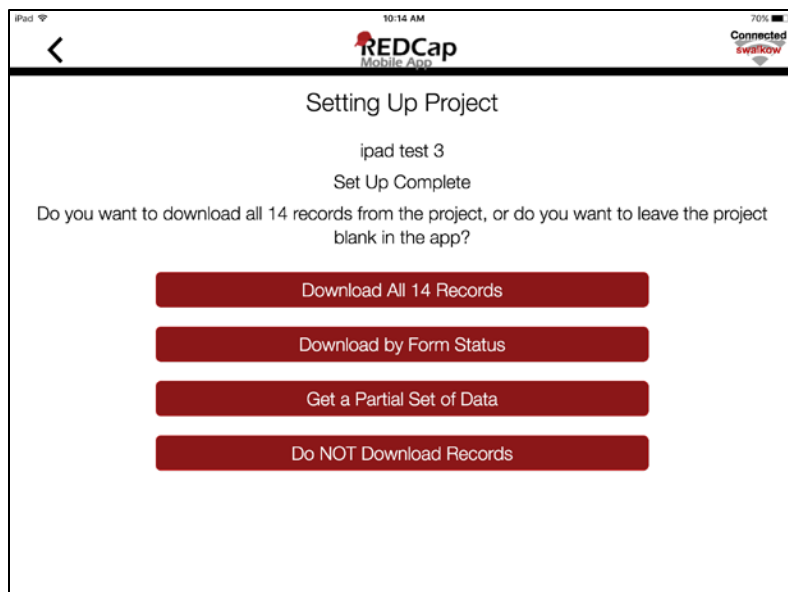 iPad 10:14 AM 70%
REDCap
Mobile App
Connected
swalkow
Setting Up Project
ipad test 3
Set Up Complete
Do you want to download all 14 records from the project, or do you want to leave the project
blank in the app?
Download All 14 Records
Download by Form Status
Get a Partial Set of Data
Do NOT Download Records